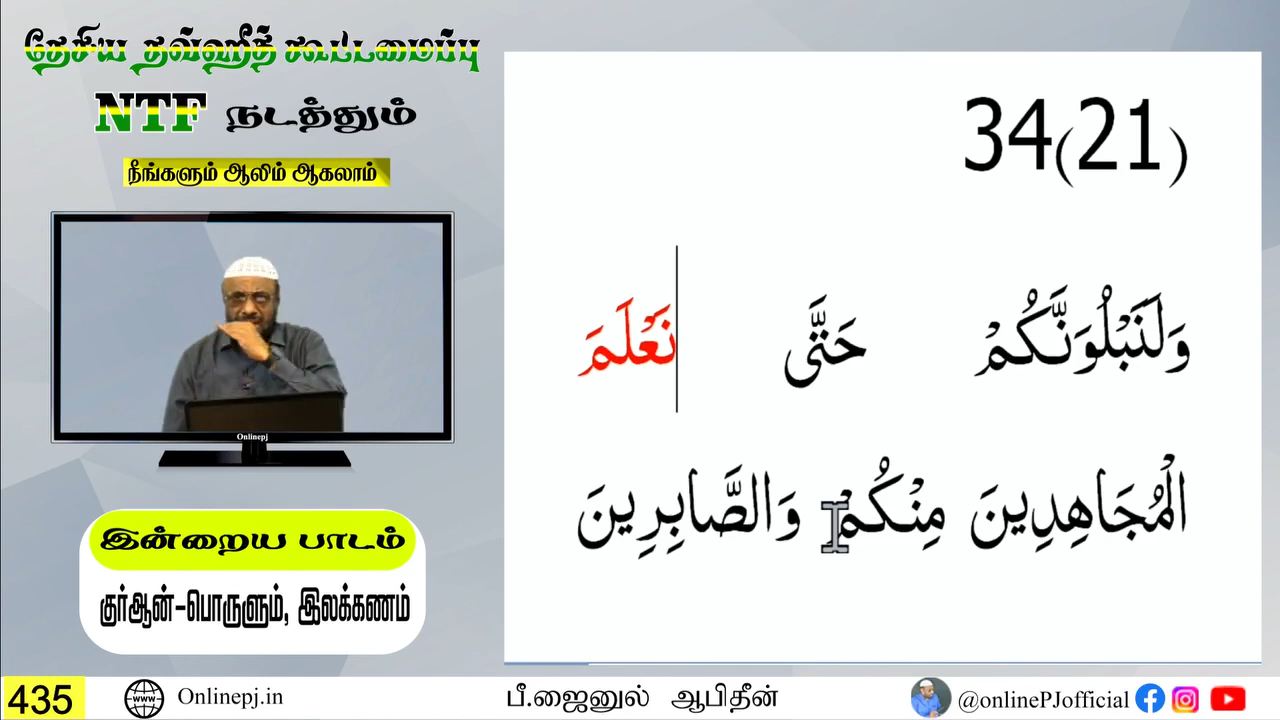 தேசிய தவ்ஹீத் கூட்டமைப்பு
NTF நடத்தும்
நீங்களும் ஆலிம் ஆகலாம்
Onlinepj
இன்றைய பாடம்
குர்ஆன்-பொருளும், இலக்கணம்
34(21)
وَلَنَبْلُوَنَّكُمْ حَتَّى نَعْلَمَ
الْمُجَاهِدِينَ مِنْكُمْ وَالصَّابِرِينَ
435 Onlinepj.in பீ.ஜைனுல் ஆபிதீன் @onlinePJofficial